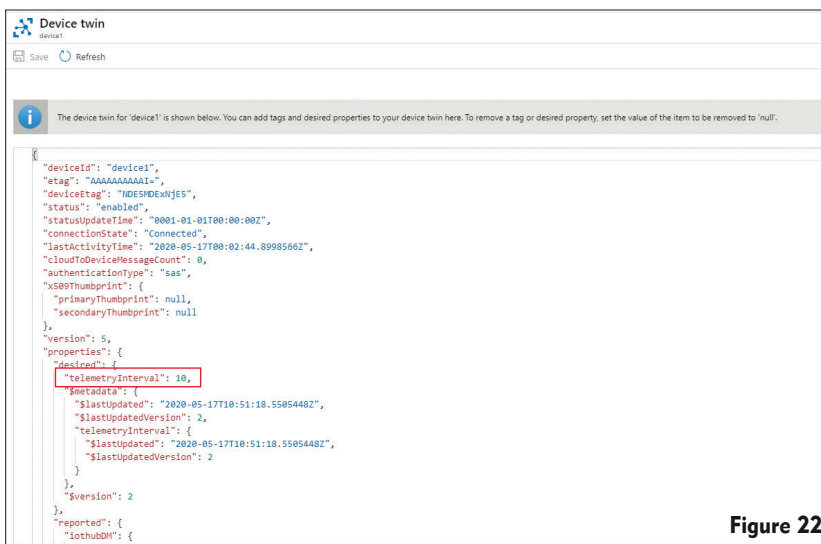 Device twin
device1
Save Refresh
The device twin for 'device1' is shown below. You can add tags and desired properties to your device twin here. To remove a tag or desired property, set the value of the item to be removed to 'null'.
{
"deviceId": "device1",
"etag": "AAAAAAAAAAI=",
"deviceEtag": "NDE5MDExNjE5",
"status": "enabled",
"statusUpdateTime": "0001-01-01T00:00:00Z",
"connectionState": "Connected",
"lastActivityTime": "2020-05-17T00:02:44.8998566Z",
"cloudToDeviceMessageCount": 0,
"authenticationType": "sas",
"x509Thumbprint": {
"primaryThumbprint": null,
"secondaryThumbprint": null
},
"version": 5,
"properties": {
"desired": {
"telemetryInterval": 10,
"$metadata": {
"$lastUpdated": "2020-05-17T10:51:18.5505448Z",
"$lastUpdatedVersion": 2,
"telemetryInterval": {
"$lastUpdated": "2020-05-17T10:51:18.5505448Z",
"$lastUpdatedVersion": 2
}
},
"$version": 2
},
"reported": {
"iothubDM": {
Figure 22